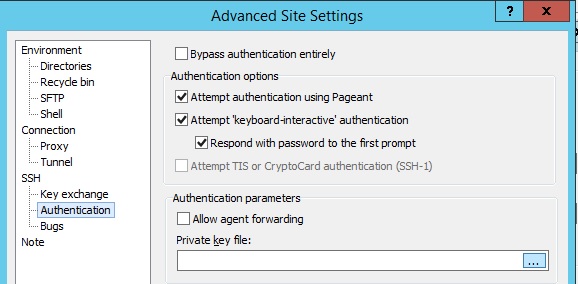 Advanced Site Settings
?
x
Environment
Directories
Recycle bin
SFTP
Shell
Connection
Proxy
Tunnel
SSH
Key exchange
Authentication
Bugs
Note
Bypass authentication entirely
Authentication options
Attempt authentication using Pageant
Attempt 'keyboard-interactive' authentication
Respond with password to the first prompt
Attempt TIS or CryptoCard authentication (SSH-1)
Authentication parameters
Allow agent forwarding
Private key file:
...